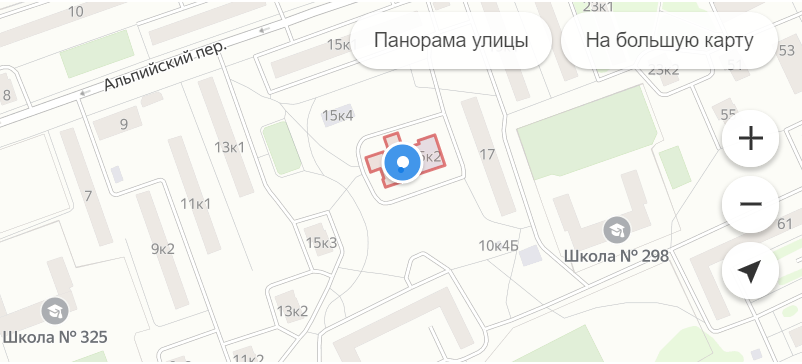 10
23к1
15к
Панорама улицы
На большую карту
53
Альпийский пер.
23к2
8
15к4
55
9
13к1
5к2
17
7
11к1
61
15к3
10к4Б
9к2
Школа № 298
13к2
Школа № 325
11к2